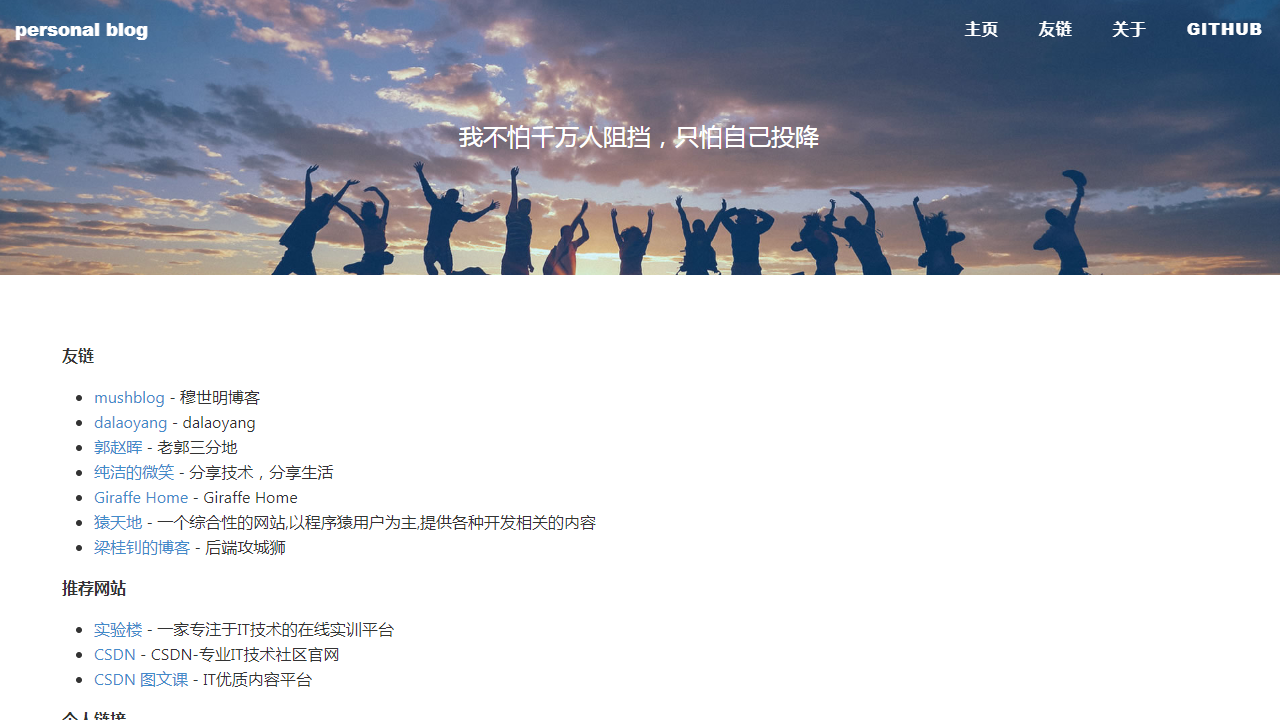 personal blog
主页 友链 关于 GITHUB
我不怕千万人阻挡，只怕自己投降
友链
mushblog - 穆世明博客
dalaoyang - dalaoyang
郭赵晖 - 老郭三分地
纯洁的微笑 - 分享技术，分享生活
Giraffe Home - Giraffe Home
猿天地 - 一个综合性的网站,以程序猿用户为主,提供各种开发相关的内容
梁桂钊的博客 - 后端攻城狮
推荐网站
实验楼 - 一家专注于IT技术的在线实训平台
CSDN - CSDN-专业IT技术社区官网
CSDN 图文课 - IT优质内容平台
个人链接